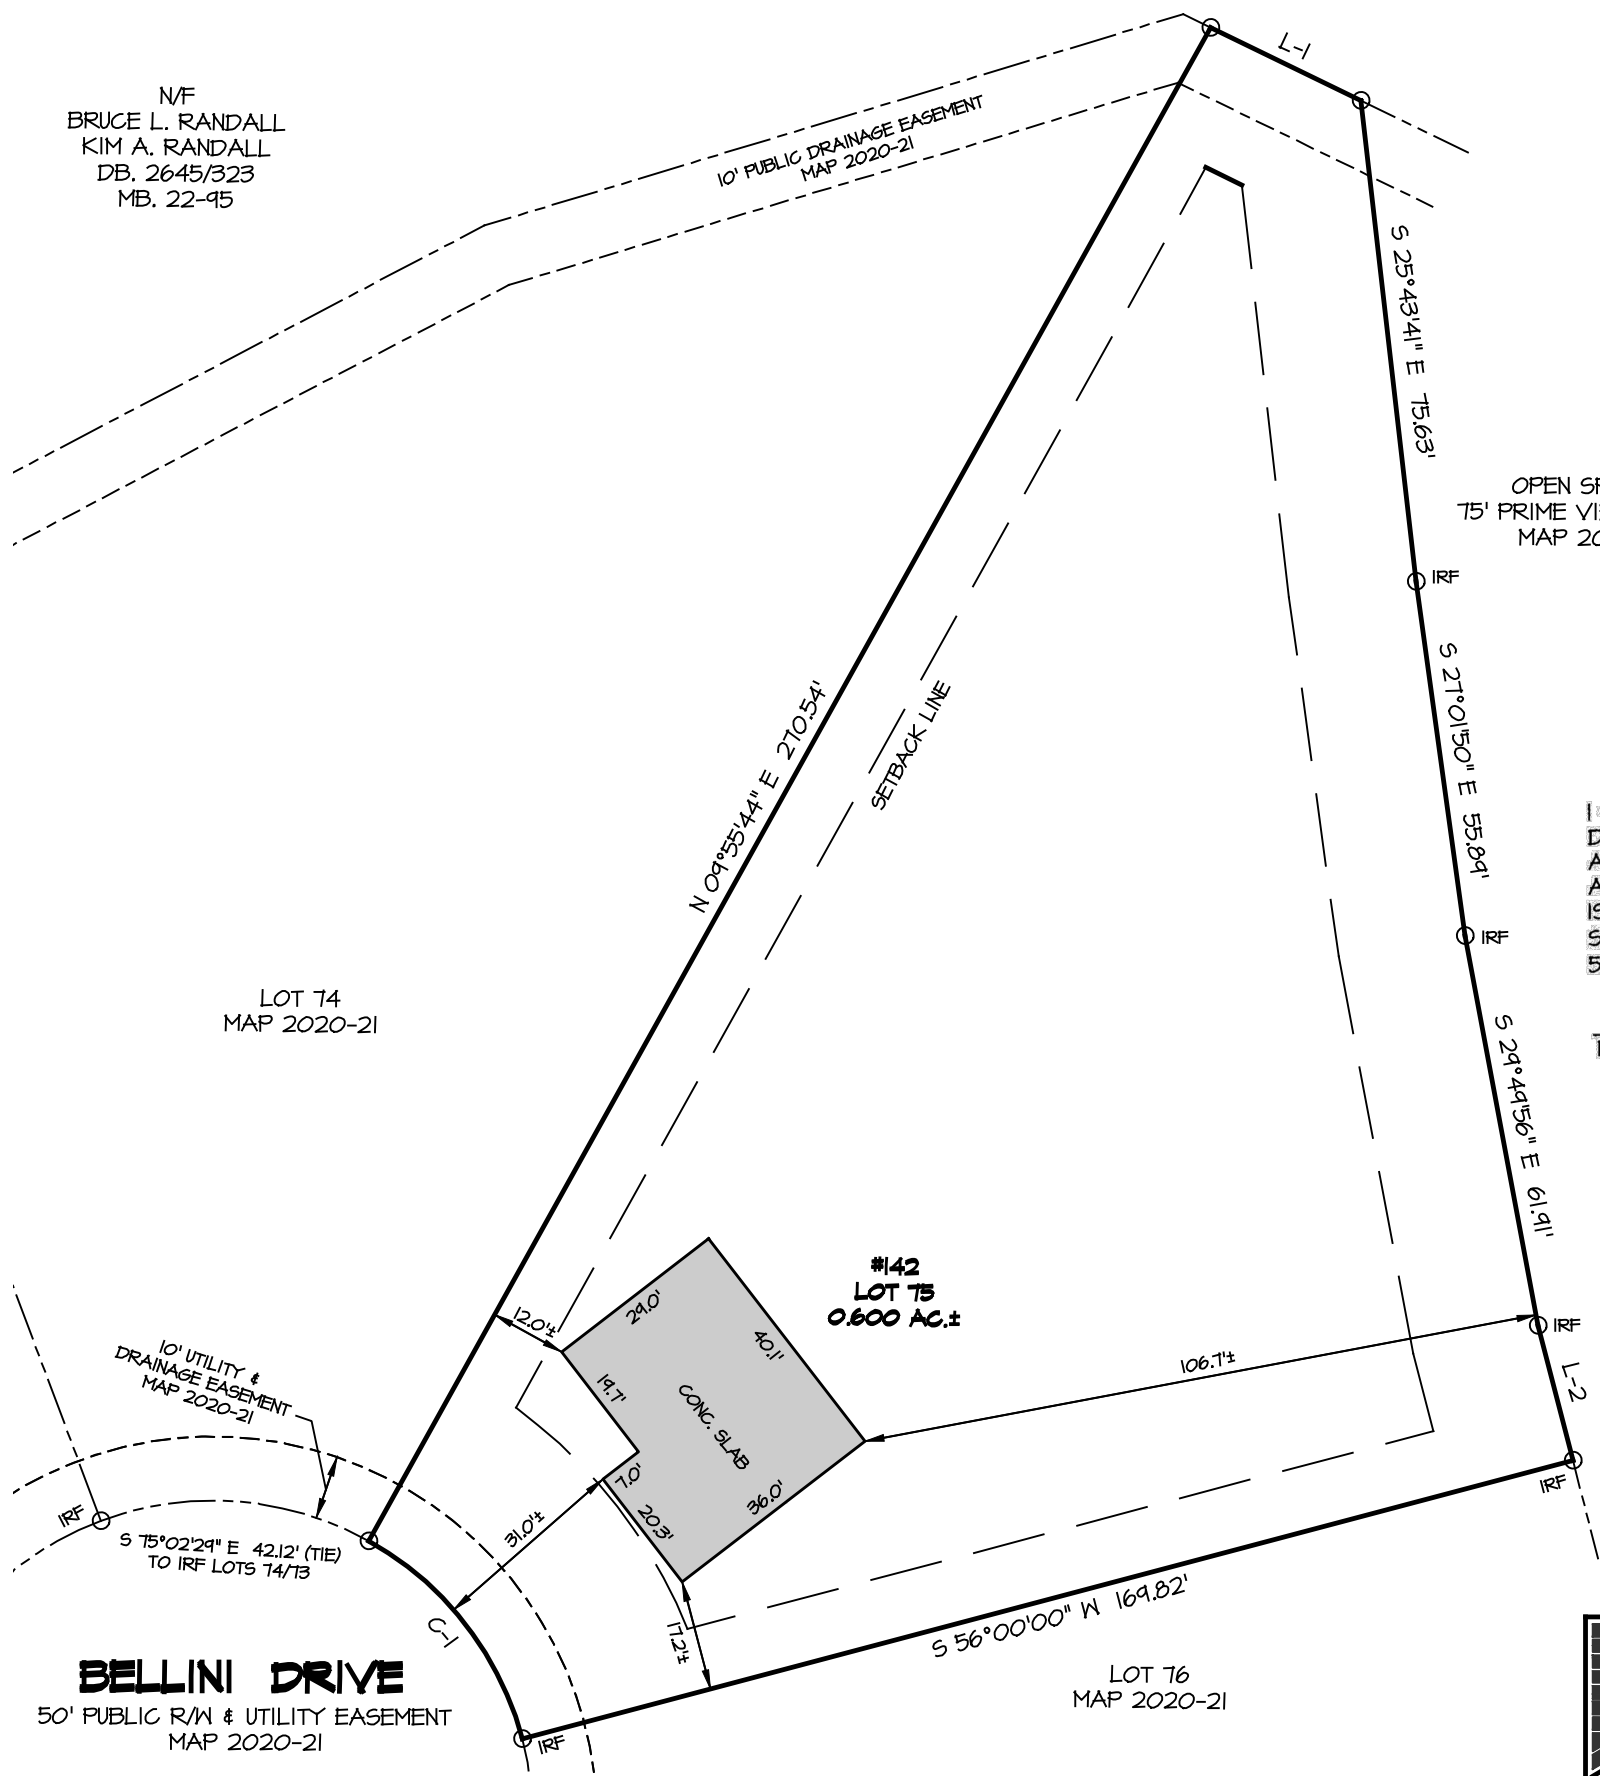 L-1
N/F
BRUCE L. RANDALL
KIM A. RANDALL
DB. 2645/323
MB. 22-95
10' PUBLIC DRAINAGE EASEMENT
MAP 2020-21
S 25°43'41" E 75.63'
OPEN
75' PRIME
MAP
IRF
S 27°01'50" E 55.89'
SETBACK LINE
N 09°55'44" E 270.54'
IRF
LOT 74
MAP 2020-21
S 29°49'56" E 61.91'
#142
LOT 75
0.600 AC.±
29.0'
12.0'±
40.1'
IRF
106.7'±
L-2
10' UTILITY &
DRAINAGE EASEMENT
MAP 2020-21
19.7'
CONC. SLAB
7.0'
36.0'
20.3'
31.0'±
IRF
IRF
S 75°02'29" E 42.12' (TIE)
TO IRF LOTS 74/73
C-1
17.2'±
S 56°00'00" W 169.82'
BELLINI DRIVE
50' PUBLIC R/W & UTILITY EASEMENT
MAP 2020-21
IRF
LOT 76
MAP 2020-21